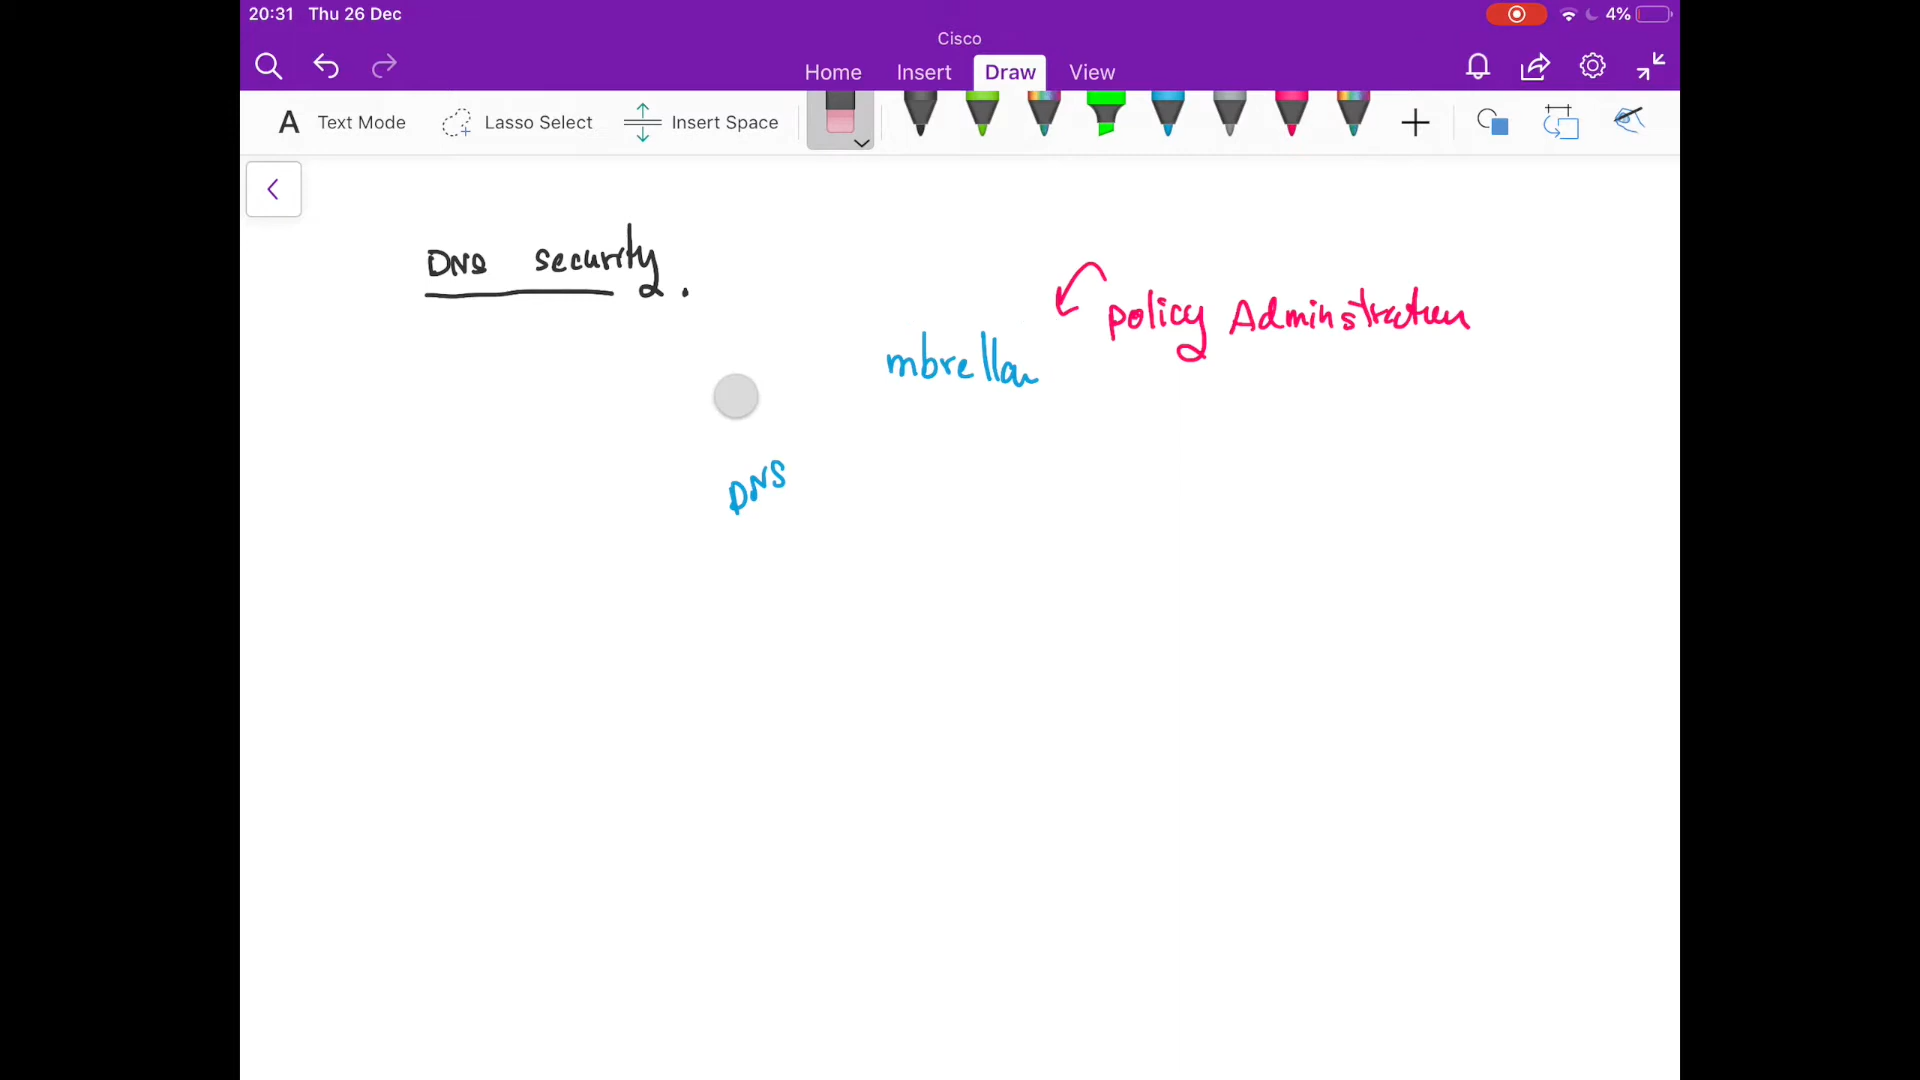 20:31 Thu 26 Dec 4%
Cisco
Home Insert Draw View
A Text Mode Lasso Select Insert Space
DNS security.
policy Adminstration
mbrella
DNS